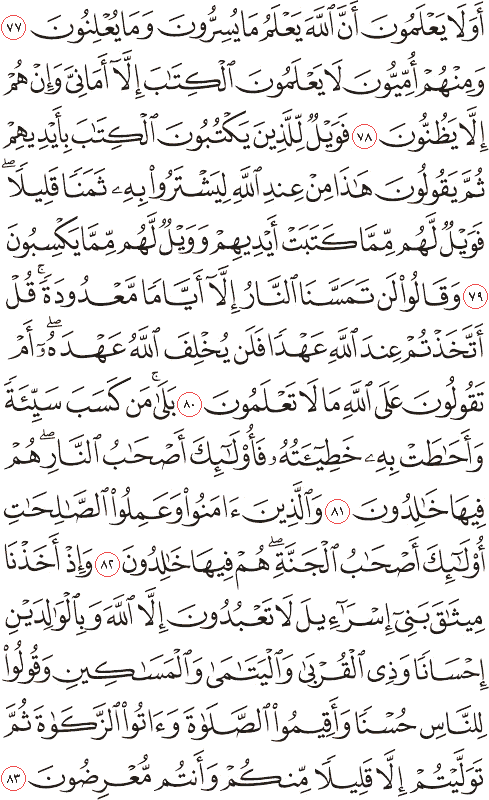 أَوَلَا يَعْلَمُونَ أَنَّ ٱللَّهَ يَعْلَمُ مَا يُسِرُّونَ وَمَا يُعْلِنُونَ ٧٧
وَمِنْهُمْ أُمِّيُّونَ لَا يَعْلَمُونَ ٱلْكِتَٰبَ إِلَّآ أَمَانِىَّ وَإِنْ هُمْ
إِلَّا يَظُنُّونَ ٧٨ فَوَيْلٌ لِّلَّذِينَ يَكْتُبُونَ ٱلْكِتَٰبَ بِأَيْدِيهِمْ
ثُمَّ يَقُولُونَ هَٰذَا مِنْ عِندِ ٱللَّهِ لِيَشْتَرُوا۟ بِهِۦ ثَمَنًا قَلِيلًا ۖ
فَوَيْلٌ لَّهُم مِّمَّا كَتَبَتْ أَيْدِيهِمْ وَوَيْلٌ لَّهُم مِّمَّا يَكْسِبُونَ
٧٩ وَقَالُوا۟ لَن تَمَسَّنَا ٱلنَّارُ إِلَّآ أَيَّامًا مَّعْدُودَةً ۚ قُلْ
أَتَّخَذْتُمْ عِندَ ٱللَّهِ عَهْدًا فَلَن يُخْلِفَ ٱللَّهُ عَهْدَهُۥٓ ۖ أَمْ
تَقُولُونَ عَلَى ٱللَّهِ مَا لَا تَعْلَمُونَ ٨٠ بَلَىٰ ۚ مَن كَسَبَ سَيِّئَةً
وَأَحَٰطَتْ بِهِۦ خَطِيٓـَٔتُهُۥ فَأُو۟لَٰٓئِكَ أَصْحَٰبُ ٱلنَّارِ ۖ هُمْ
فِيهَا خَٰلِدُونَ ٨١ وَٱلَّذِينَ ءَامَنُوا۟ وَعَمِلُوا۟ ٱلصَّٰلِحَٰتِ
أُو۟لَٰٓئِكَ أَصْحَٰبُ ٱلْجَنَّةِ ۖ هُمْ فِيهَا خَٰلِدُونَ ٨٢ وَإِذْ أَخَذْنَا
مِيثَٰقَ بَنِىٓ إِسْرَٰٓءِيلَ لَا تَعْبُدُونَ إِلَّا ٱللَّهَ وَبِٱلْوَٰلِدَيْنِ
إِحْسَانًا وَذِى ٱلْقُرْبَىٰ وَٱلْيَتَٰمَىٰ وَٱلْمَسَٰكِينِ وَقُولُوا۟
لِلنَّاسِ حُسْنًا وَأَقِيمُوا۟ ٱلصَّلَوٰةَ وَءَاتُوا۟ ٱلزَّكَوٰةَ ثُمَّ
تَوَلَّيْتُمْ إِلَّا قَلِيلًا مِّنكُمْ وَأَنتُم مُّعْرِضُونَ ٨٣